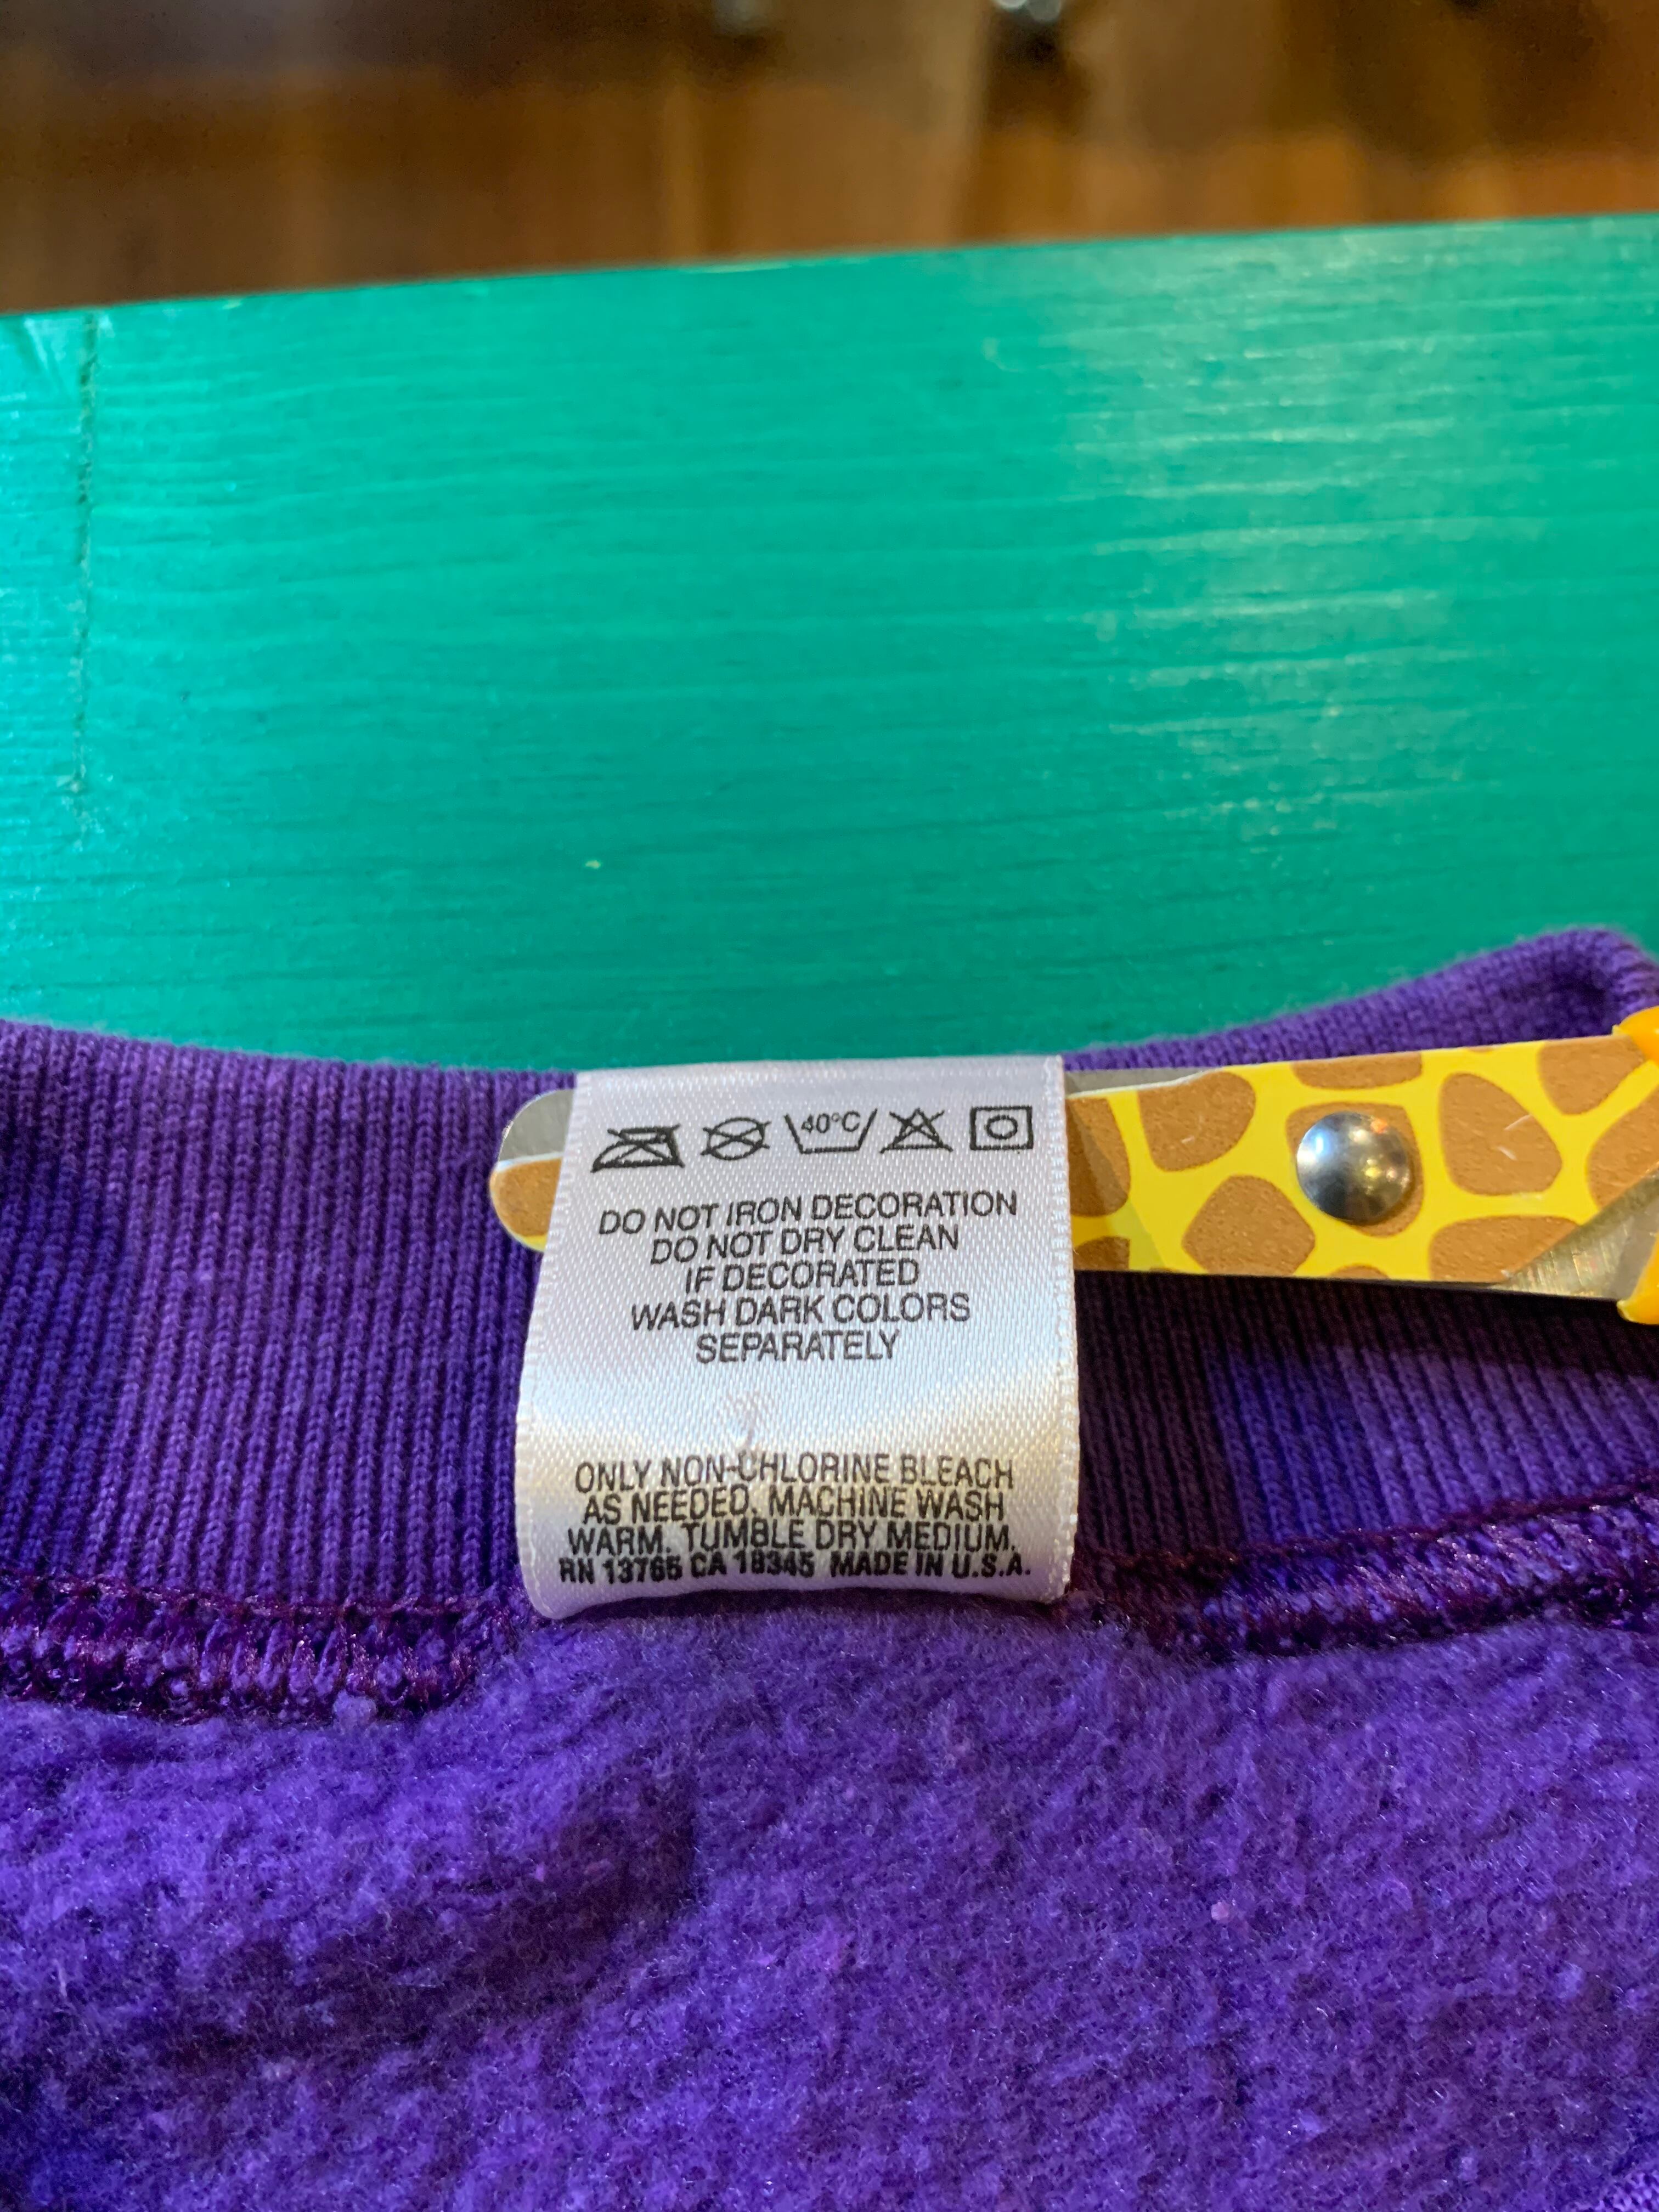 40°C
DO NOT IRON DECORATION
DO NOT DRY CLEAN
IF DECORATED
WASH DARK COLORS
SEPARATELY
ONLY NON-CHLORINE BLEACH
AS NEEDED. MACHINE WASH
WARM. TUMBLE DRY MEDIUM.
RN 13765 CA 18345 MADE IN U.S.A.